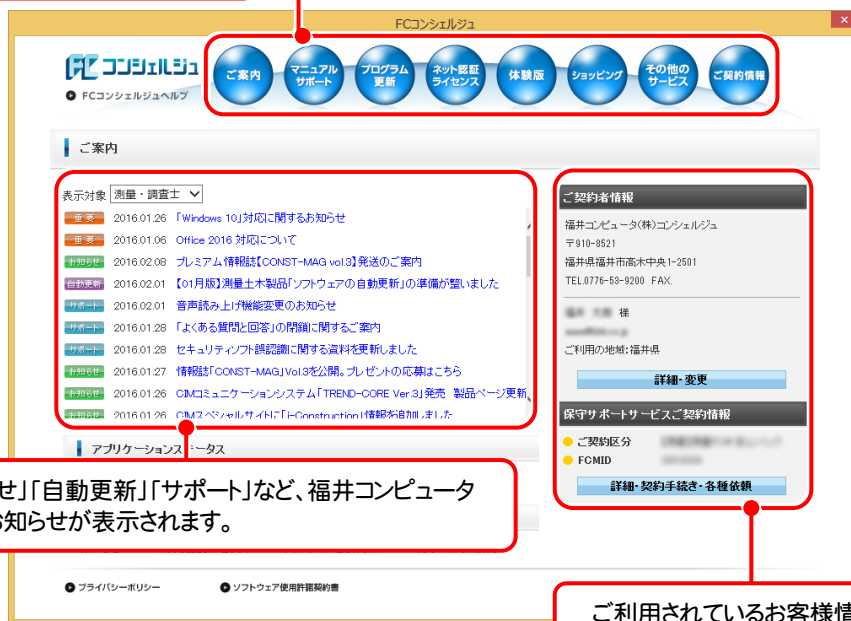 FCコンシェルジュ
FC コンシェルジュ
FCコンシェルジュヘルプ
ご案内
マニュアル
サポート
プログラム
更新
ネット認証
ライセンス
体験版
ショッピング
その他の
サービス
ご契約情報
ご案内
表示対象 測量・調査士
重要 2016.01.26 「Windows 10」対応に関するお知らせ
重要 2016.01.06 Office 2016 対応について
お知らせ 2016.02.08 プレミアム情報誌【CONST-MAG vol.3】発送のご案内
自動更新 2016.02.01 【01月版】測量土木製品「ソフトウェアの自動更新」の準備が整いました
サポート 2016.02.01 音声読み上げ機能変更のお知らせ
サポート 2016.01.28 「よくある質問と回答」の閉鎖に関するご案内
サポート 2016.01.28 セキュリティソフト誤認識に関する資料を更新しました
お知らせ 2016.01.27 情報誌「CONST-MAG」Vol.3を公開。プレゼントの応募はこちら
お知らせ 2016.01.26 CIMコミュニケーションシステム「TREND-CORE Ver.3」発売 製品ページ更新
お知らせ 2016.01.26 CIMスペシャルサイトに「i-Construction」情報を追加しました
アプリケーションステータス
せ」「自動更新」「サポート」など、福井コンピュータ
お知らせが表示されます。
プライバシーポリシー
ソフトウェア使用許諾契約書
ご契約者情報
福井コンピュータ(株)コンシェルジュ
〒910-8521
福井県福井市高木中央1-2501
TEL.0776-53-9200 FAX.
様
ご利用の地域:福井県
詳細・変更
保守サポートサービスご契約情報
ご契約区分
FCMID
詳細・契約手続き・各種依頼
ご利用されているお客様情